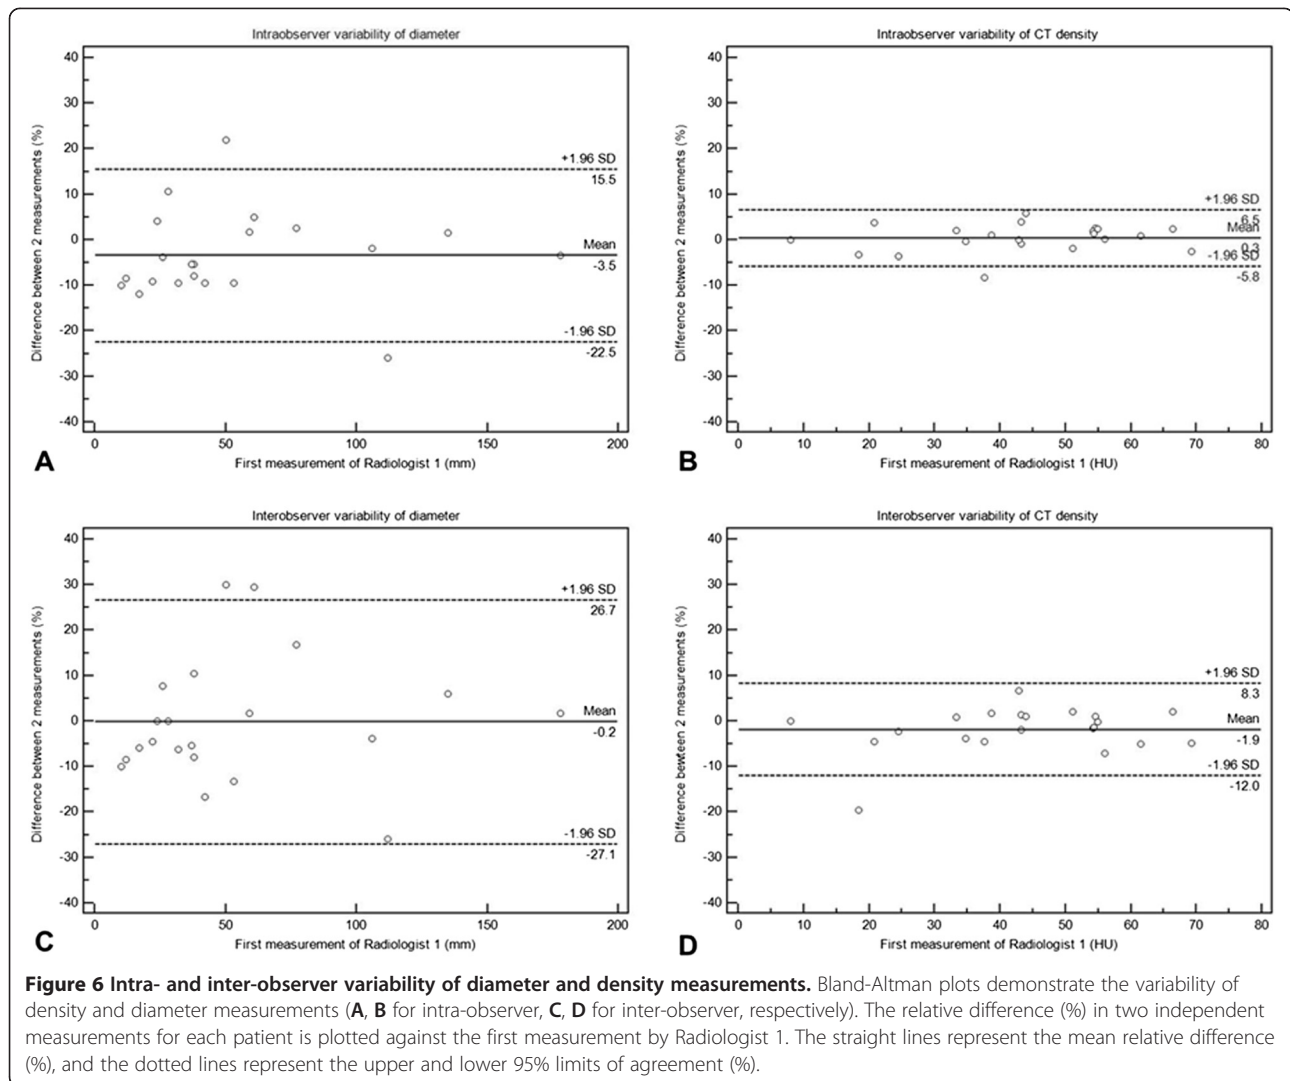 Intraobserver variability of diameter
40
30
20
10
0
-10
-20
-30
-40
Difference between 2 measurements (%)
+1.96 SD
15.5
Mean
-3.5
-1.96 SD
-22.5
0
50
100
150
200
First measurement of Radiologist 1 (mm)
A
Intraobserver variability of CT density
40
30
20
10
0
-10
-20
-30
-40
Difference between 2 measurements (%)
+1.96 SD
6.5
Mean
0.3
-1.96 SD
-5.8
0
10
20
30
40
50
60
70
80
First measurement of Radiologist 1 (HU)
B
Interobserver variability of diameter
40
30
20
10
0
-10
-20
-30
-40
Difference between 2 measurements (%)
+1.96 SD
26.7
Mean
-0.2
-1.96 SD
-27.1
0
50
100
150
200
First measurement of Radiologist 1 (mm)
C
Interobserver variability of CT density
40
30
20
10
0
-10
-20
-30
-40
Difference bewteen 2 measurements (%)
+1.96 SD
8.3
Mean
-1.9
-1.96 SD
-12.0
0
10
20
30
40
50
60
70
80
First measurement of Radiologist 1 (HU)
D
Figure 6 Intra- and inter-observer variability of diameter and density measurements. Bland-Altman plots demonstrate the variability of
density and diameter measurements (A, B for intra-observer, C, D for inter-observer, respectively). The relative difference (%) in two independent
measurements for each patient is plotted against the first measurement by Radiologist 1. The straight lines represent the mean relative difference
(%), and the dotted lines represent the upper and lower 95% limits of agreement (%).